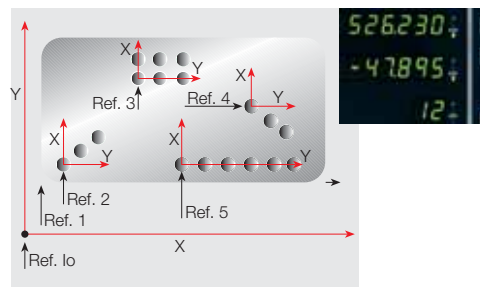 526.230
-47.895
12
X
Y
Ref. 3
X
Ref. 4
Y
Y
X
Y
X
Y
Ref. 2
Ref. 1
Ref. 5
X
Ref. Io